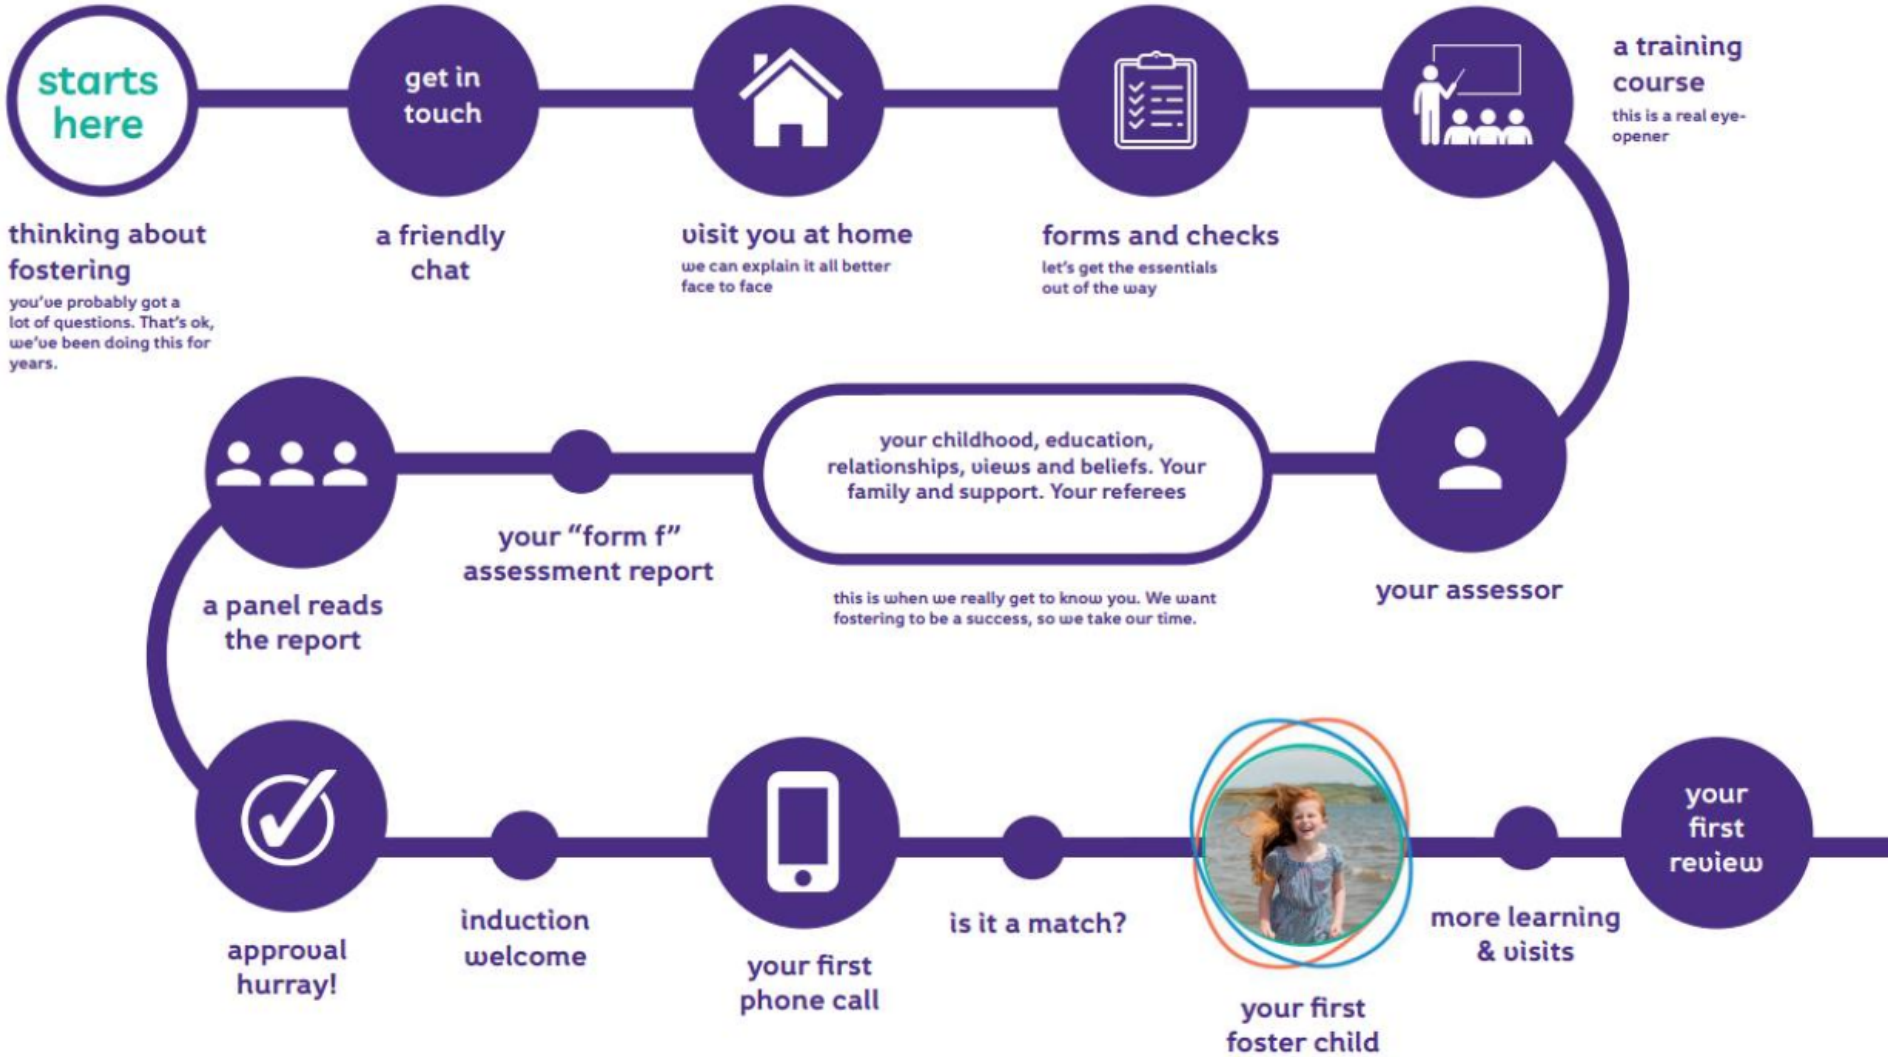 starts
here
get in
touch
thinking about
fostering
you've probably got a
lot of questions. That's ok,
we've been doing this for
years.
a friendly
chat
visit you at home
we can explain it all better
face to face
forms and checks
let's get the essentials
out of the way
a training
course
this is a real eye-
opener
your assessor
your childhood, education,
relationships, views and beliefs. Your
family and support. Your referees
this is when we really get to know you. We want
fostering to be a success, so we take our time.
your "form f"
assessment report
a panel reads
the report
approval
hurray!
induction
welcome
your first
phone call
is it a match?
your first
foster child
more learning
& visits
your
first
review